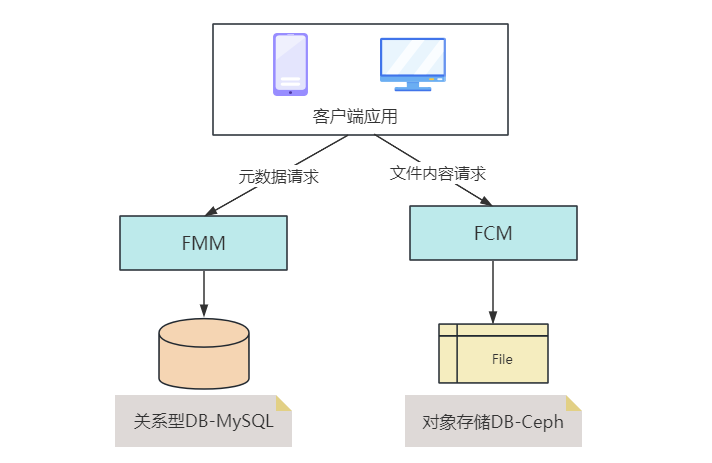 客户端应用
元数据请求
文件内容请求
FMM
FCM
File
关系型DB-MySQL
对象存储DB-Ceph